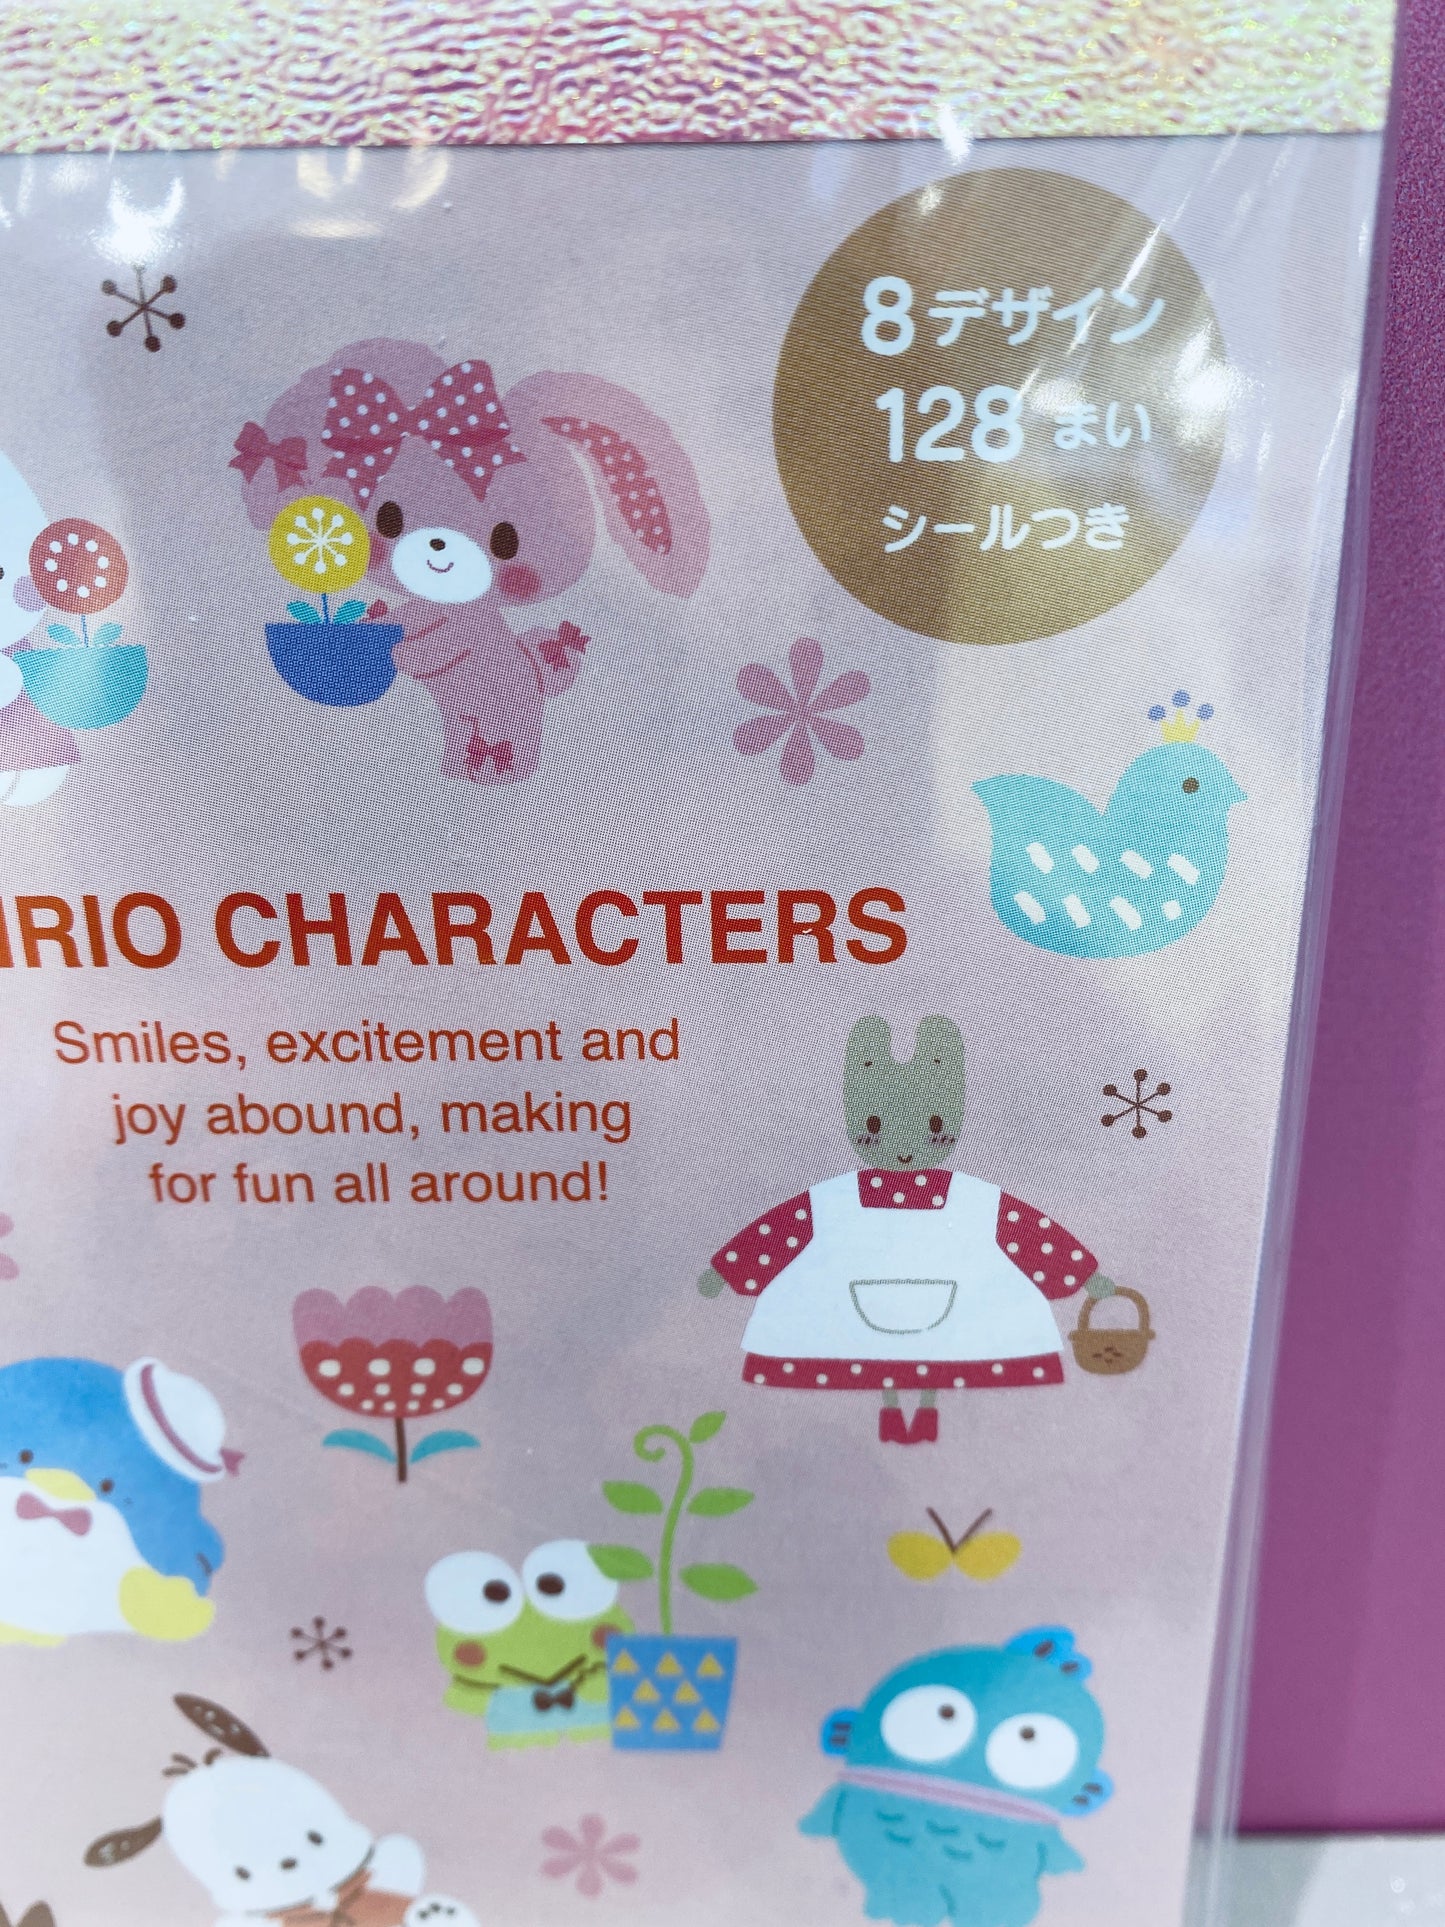 8デザイン
128まい
シールつき
NRIO CHARACTERS
Smiles, excitement and
joy abound, making
for fun all around!